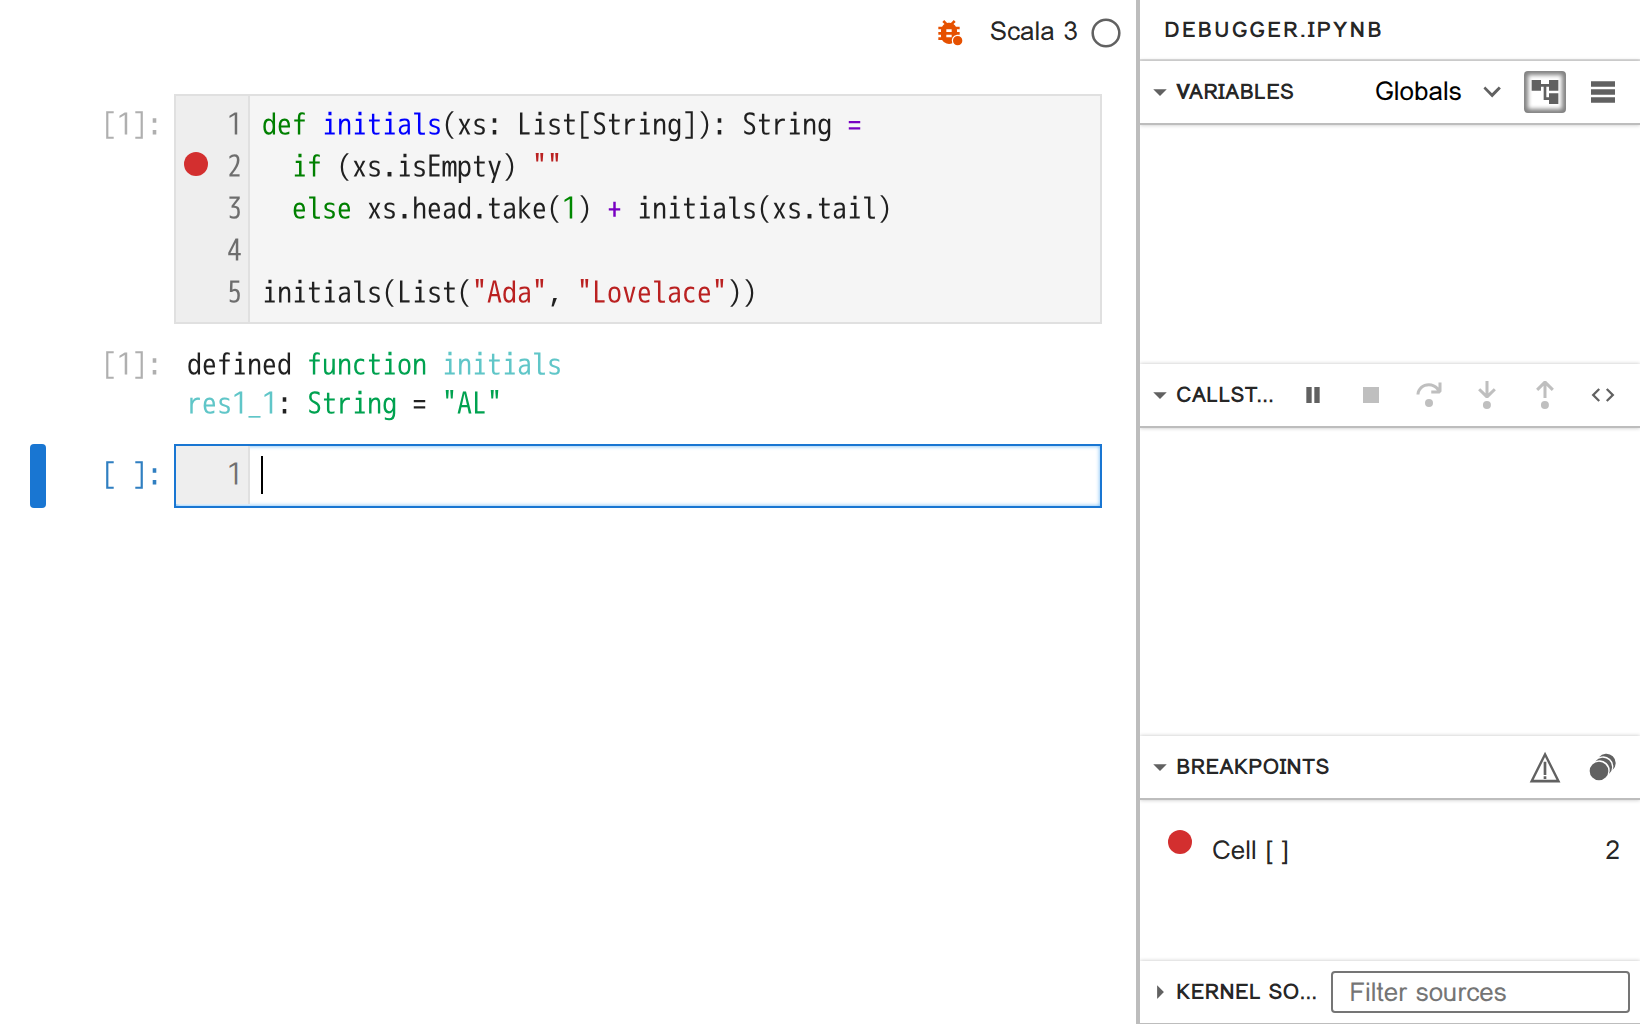 Scala 3
[1]:
1 def initials(xs: List[String]): String =
2 if (xs.isEmpty) ""
3 else xs.head.take(1) + initials(xs.tail)
4
5 initials(List("Ada", "Lovelace"))
[1]: defined function initials
res1_1: String = "AL"
[ ]: 1
DEBUGGER.IPYNB
VARIABLES Globals
CALLST...
BREAKPOINTS
Cell [ ] 2
KERNEL SO... Filter sources